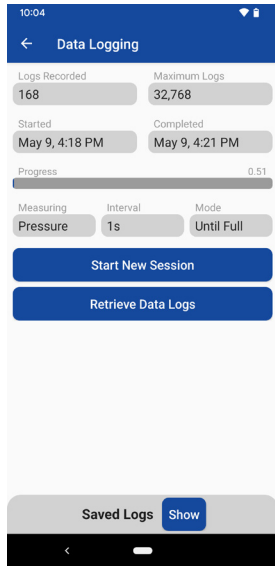 10:04
Data Logging
Logs Recorded Maximum Logs
168 32,768
Started Completed
May 9, 4:18 PM May 9, 4:21 PM
Progress 0.51
Measuring Interval Mode
Pressure 1s Until Full
Start New Session
Retrieve Data Logs
Saved Logs Show